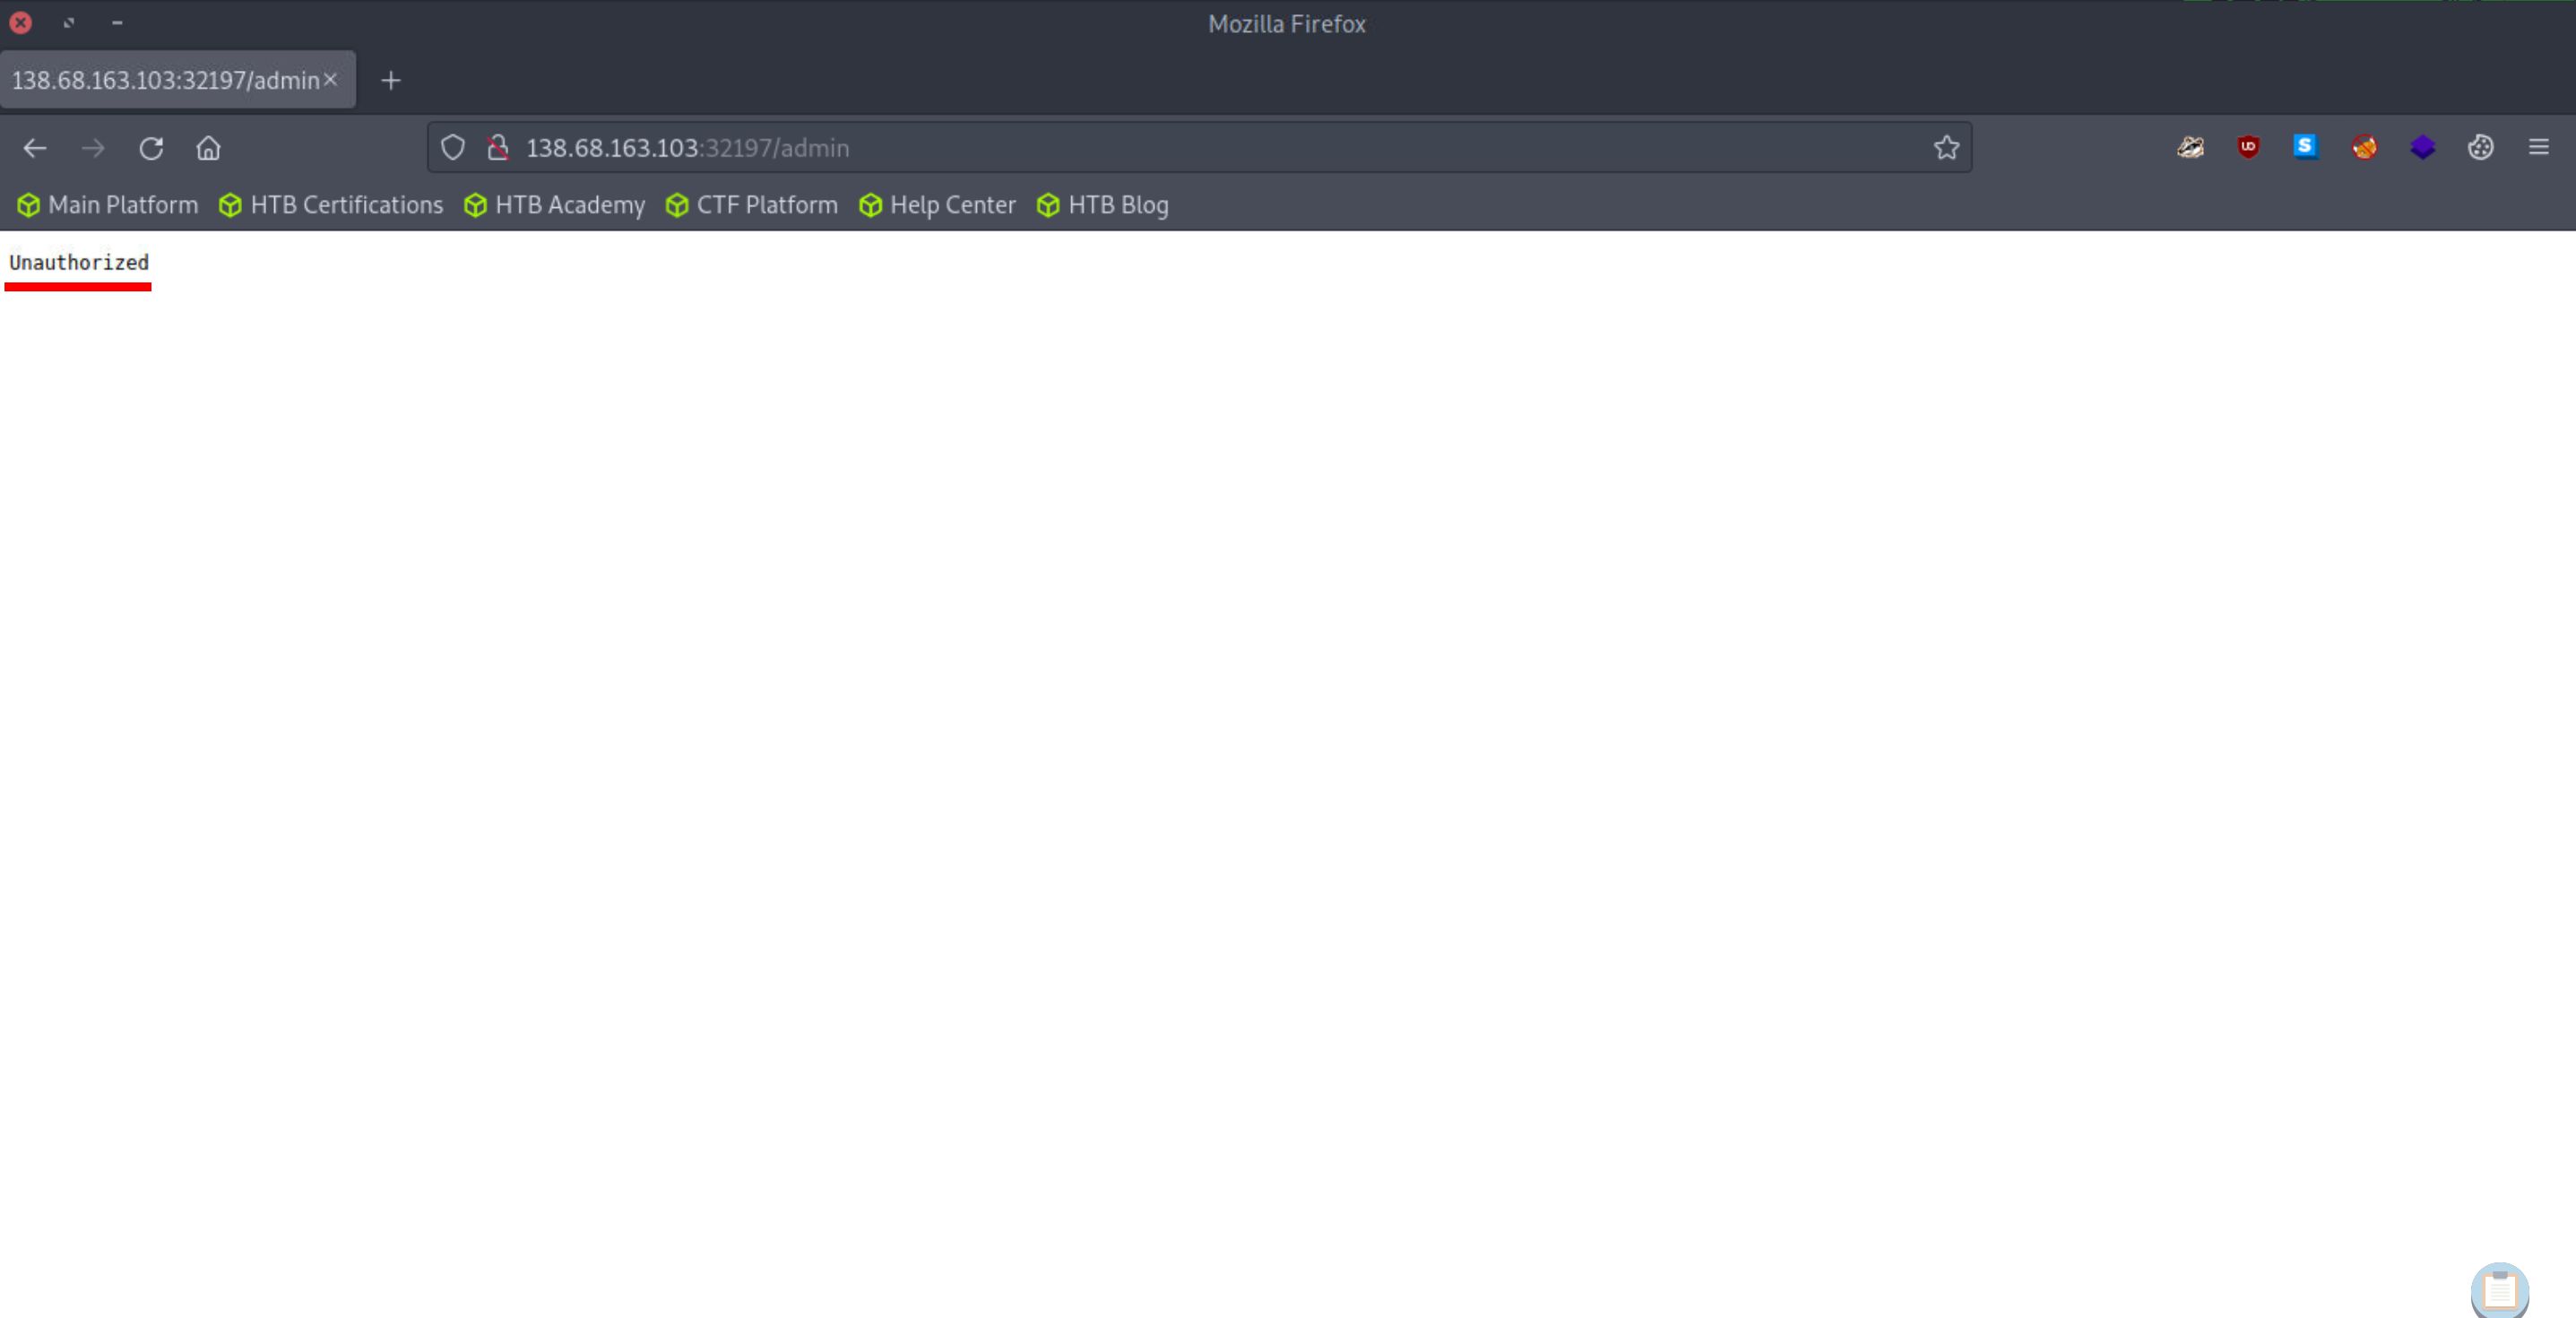 Mozilla Firefox
138.68.163.103:32197/admin
138.68.163.103:32197/admin
Main Platform HTB Certifications HTB Academy CTF Platform Help Center HTB Blog
Unauthorized